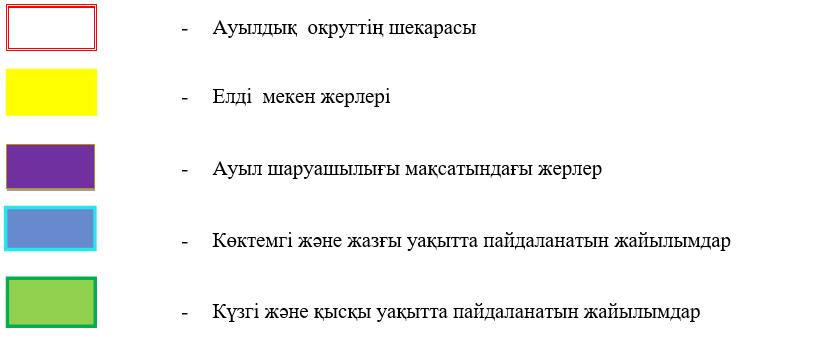 - Ауылдық округтің шекарасы
- Елді мекен жерлері
- Ауыл шаруашылығы мақсатындағы жерлер
- Көктемгі және жазғы уақытта пайдаланатын жайылымдар
- Күзгі және қысқы уақытта пайдаланатын жайылымдар